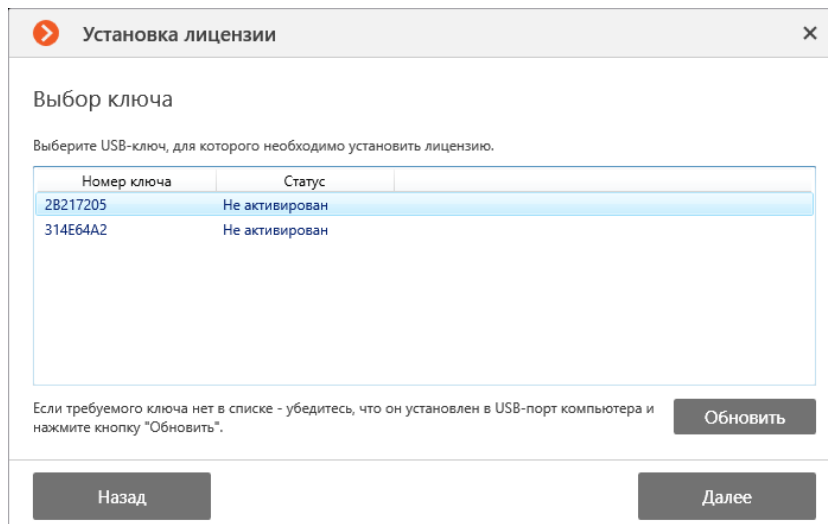 Установка лицензии
Выбор ключа
Выберите USB-ключ, для которого необходимо установить лицензию.
Номер ключа Статус
2B217205 Не активирован
314E64A2 Не активирован
Если требуемого ключа нет в списке - убедитесь, что он установлен в USB-порт компьютера и
нажмите кнопку "Обновить".
Обновить
Назад Далее